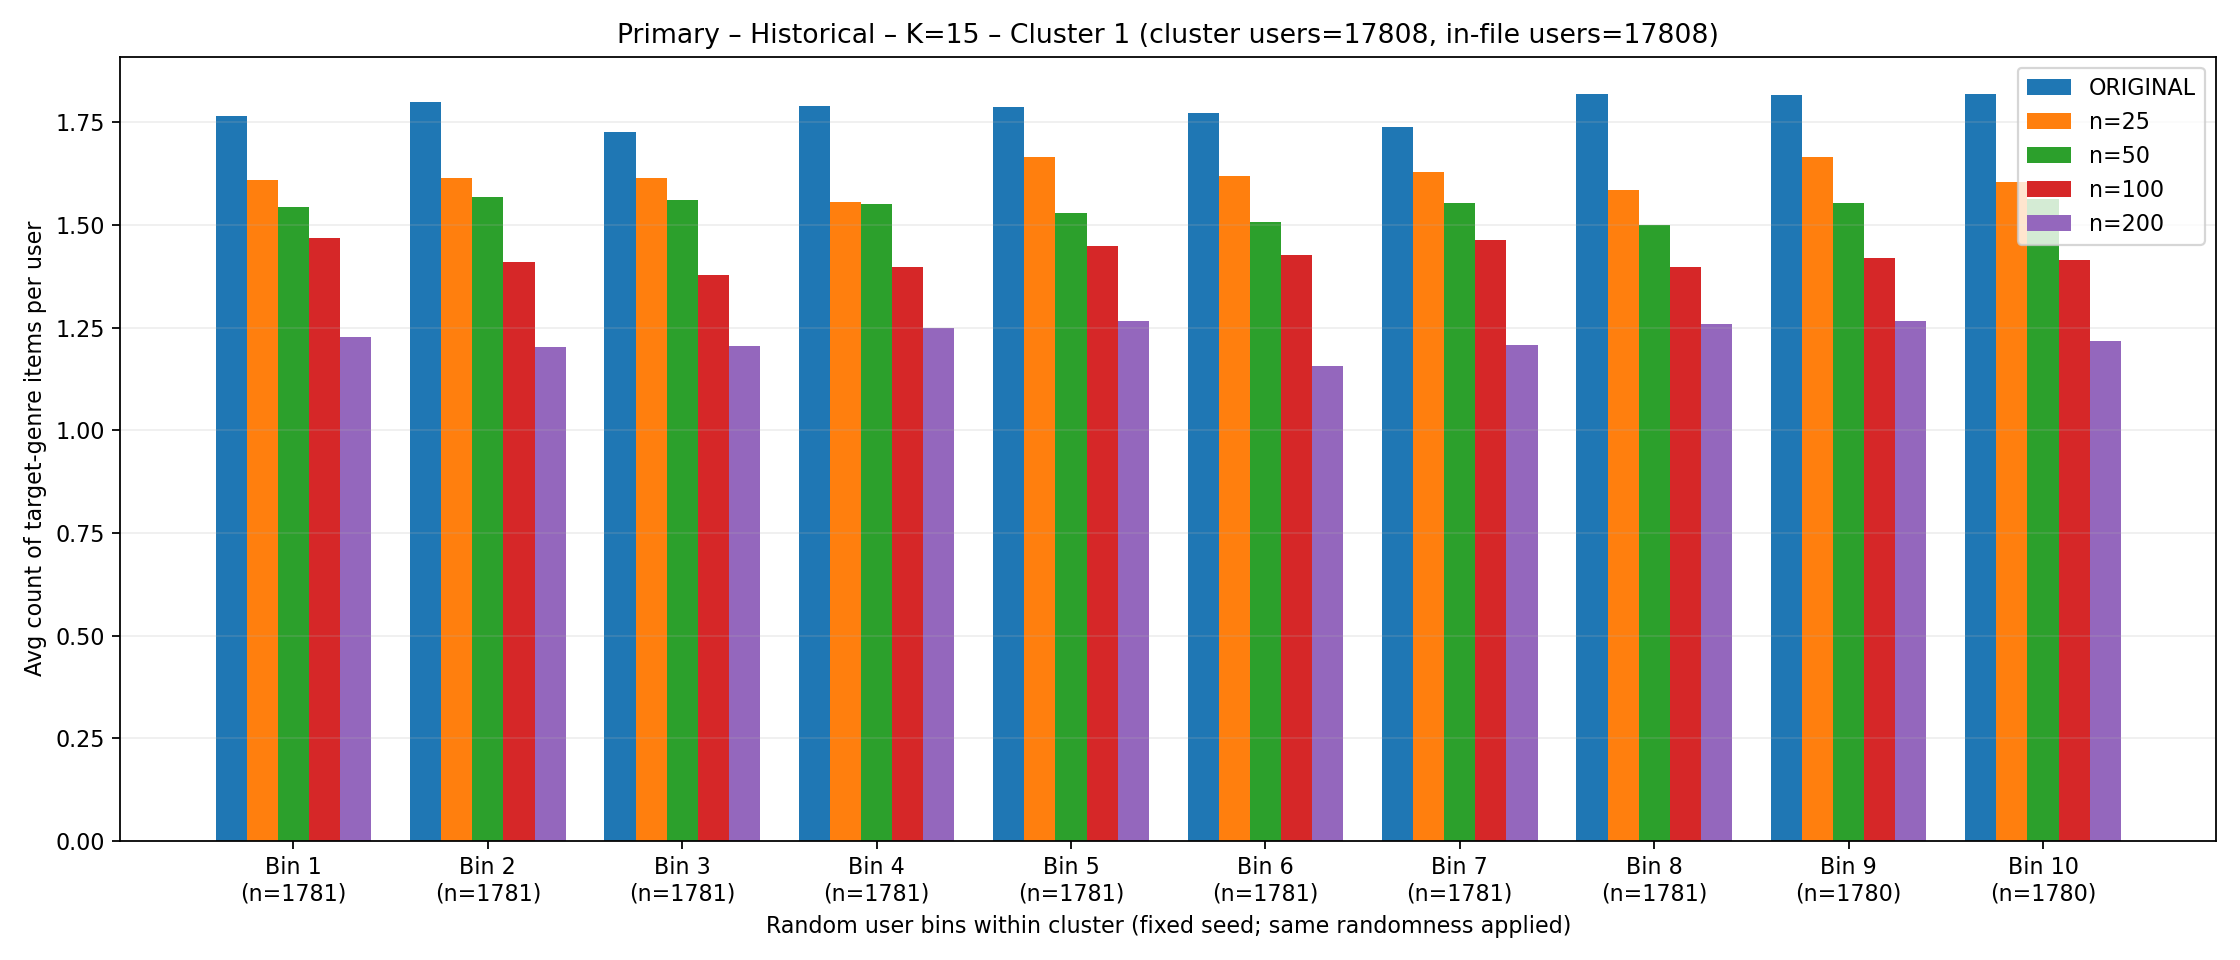 Primary – Historical – K=15 – Cluster 1 (cluster users=17808, in-file users=17808)
ORIGINAL
n=25
n=50
n=100
n=200
Avg count of target-genre items per user
1.75
1.50
1.25
1.00
0.75
0.50
0.25
0.00
Bin 1 Bin 2 Bin 3 Bin 4 Bin 5 Bin 6 Bin 7 Bin 8 Bin 9 Bin 10
(n=1781) (n=1781) (n=1781) (n=1781) (n=1781) (n=1781) (n=1781) (n=1781) (n=1780) (n=1780)
Random user bins within cluster (fixed seed; same randomness applied)